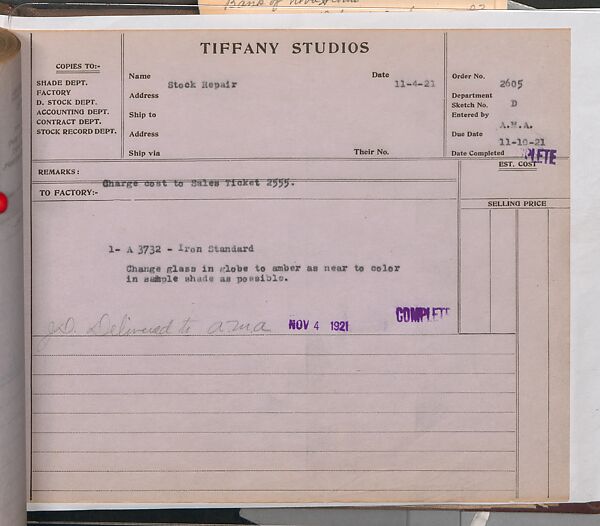 Bank of Nova Scotia
TIFFANY STUDIOS
COPIES TO:-
SHADE DEPT.
FACTORY
D. STOCK DEPT.
ACCOUNTING DEPT.
CONTRACT DEPT.
STOCK RECORD DEPT.
Name Stock Repair Date 11-4-21
Address
Ship to
Address
Ship via Their No.
Order No. 2605
Department
Sketch No. D
Entered by A.M.A.
Due Date 11-10-21
Date Completed PLETE
REMARKS: EST. COST
Charge cost to Sales Ticket 2555.
TO FACTORY:-
SELLING PRICE
1- A 3732 - Iron Standard
Change glass in globe to amber as near to color
in sample shade as possible.
J.D. Delivered to a m a NOV 4 1921 COMPLETE